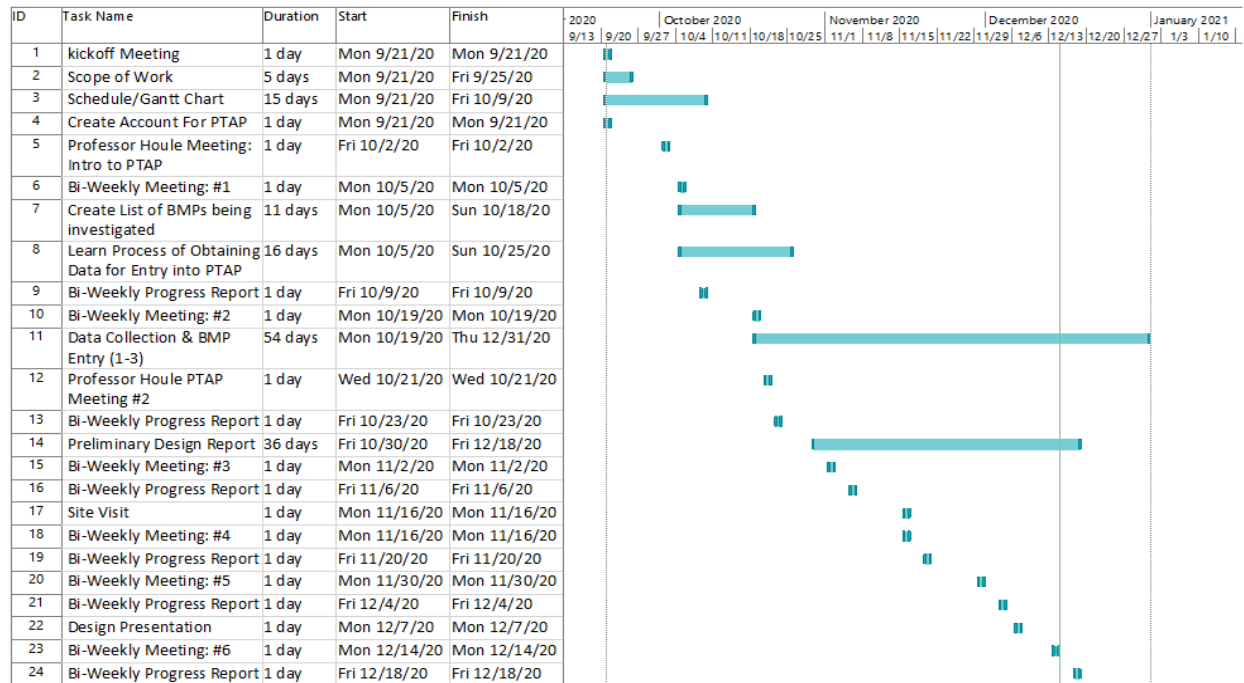 ID Task Name Duration Start Finish 2020 October 2020 November 2020 December 2020 January 2021
9/13 9/20 9/27 10/4 10/11 10/18 10/25 11/1 11/8 11/15 11/22 11/29 12/6 12/13 12/20 12/27 1/3 1/10
1 kickoff Meeting 1 day Mon 9/21/20 Mon 9/21/20
2 Scope of Work 5 days Mon 9/21/20 Fri 9/25/20
3 Schedule/Gantt Chart 15 days Mon 9/21/20 Fri 10/9/20
4 Create Account For PTAP 1 day Mon 9/21/20 Mon 9/21/20
5 Professor Houle Meeting: 1 day Fri 10/2/20 Fri 10/2/20
Intro to PTAP
6 Bi-Weekly Meeting: #1 1 day Mon 10/5/20 Mon 10/5/20
7 Create List of BMPs being 11 days Mon 10/5/20 Sun 10/18/20
investigated
8 Learn Process of Obtaining 16 days Mon 10/5/20 Sun 10/25/20
Data for Entry into PTAP
9 Bi-Weekly Progress Report 1 day Fri 10/9/20 Fri 10/9/20
10 Bi-Weekly Meeting: #2 1 day Mon 10/19/20 Mon 10/19/20
11 Data Collection & BMP 54 days Mon 10/19/20 Thu 12/31/20
Entry (1-3)
12 Professor Houle PTAP 1 day Wed 10/21/20 Wed 10/21/20
Meeting #2
13 Bi-Weekly Progress Report 1 day Fri 10/23/20 Fri 10/23/20
14 Preliminary Design Report 36 days Fri 10/30/20 Fri 12/18/20
15 Bi-Weekly Meeting: #3 1 day Mon 11/2/20 Mon 11/2/20
16 Bi-Weekly Progress Report 1 day Fri 11/6/20 Fri 11/6/20
17 Site Visit 1 day Mon 11/16/20 Mon 11/16/20
18 Bi-Weekly Meeting: #4 1 day Mon 11/16/20 Mon 11/16/20
19 Bi-Weekly Progress Report 1 day Fri 11/20/20 Fri 11/20/20
20 Bi-Weekly Meeting: #5 1 day Mon 11/30/20 Mon 11/30/20
21 Bi-Weekly Progress Report 1 day Fri 12/4/20 Fri 12/4/20
22 Design Presentation 1 day Mon 12/7/20 Mon 12/7/20
23 Bi-Weekly Meeting: #6 1 day Mon 12/14/20 Mon 12/14/20
24 Bi-Weekly Progress Report 1 day Fri 12/18/20 Fri 12/18/20